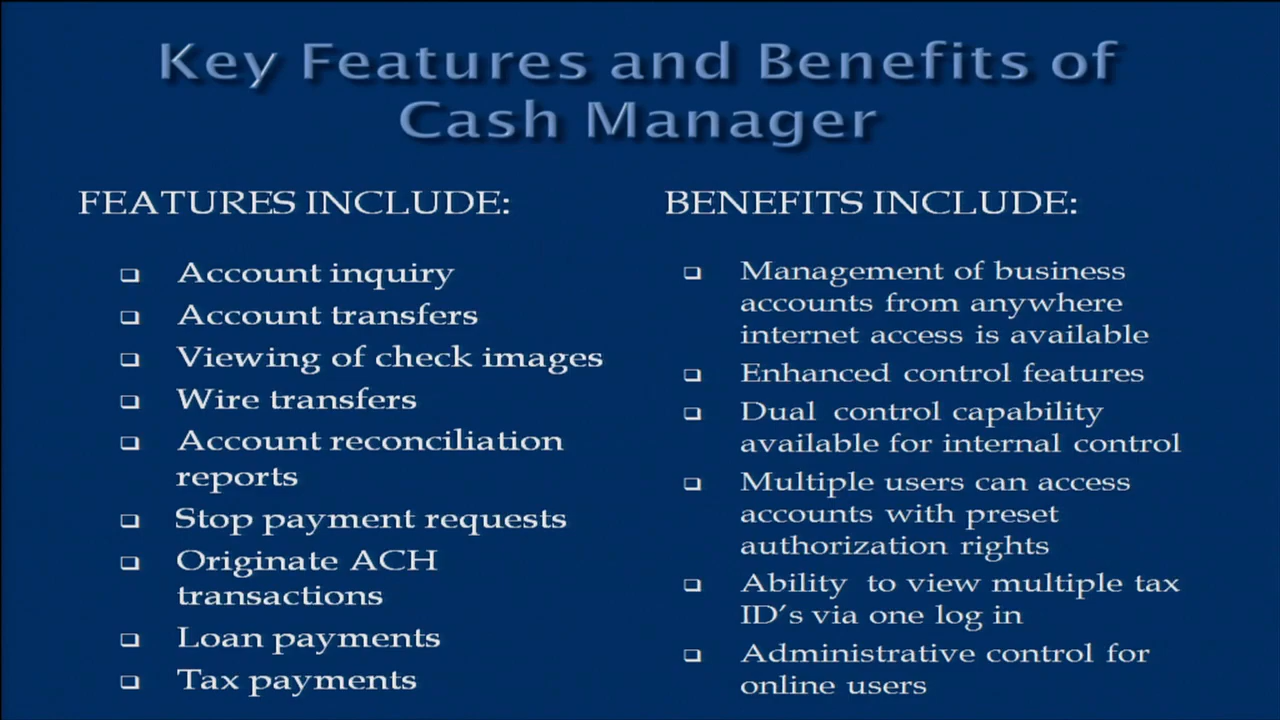 Key Features and Benefits of
Cash Manager
FEATURES INCLUDE:
❑ Account inquiry
❑ Account transfers
❑ Viewing of check images
❑ Wire transfers
❑ Account reconciliation
reports
❑ Stop payment requests
❑ Originate ACH
transactions
❑ Loan payments
❑ Tax payments
BENEFITS INCLUDE:
❑ Management of business
accounts from anywhere
internet access is available
❑ Enhanced control features
❑ Dual control capability
available for internal control
❑ Multiple users can access
accounts with preset
authorization rights
❑ Ability to view multiple tax
ID’s via one log in
❑ Administrative control for
online users